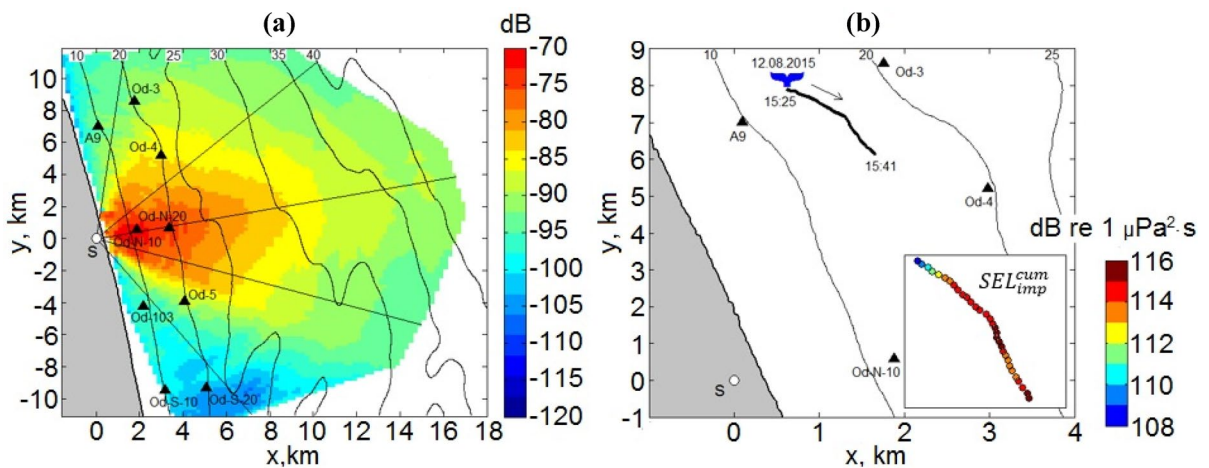 (a)
10 20 25 30 35 40
dB
10
8
6
4
2
0
-2
-4
-6
-8
-10
y, km
Od-3
A9
Od-4
Od-N-20
Od-N-10
S
Od-5
Od-103
Od-S-10
Od-S-20
0 2 4 6 8 10 12 14 16 18
x,km
-70
-75
-80
-85
-90
-95
-100
-105
-110
-115
-120
(b)
9
8
7
6
5
4
3
2
1
0
-1
y, km
10 20 25
12.08.2015
15:25
15:41
Od-3
A9
Od-4
Od-N-10
S
0 1 2 3 4
x, km
SEL_imp^cum
dB re 1 μPa²·s
116
114
112
110
108